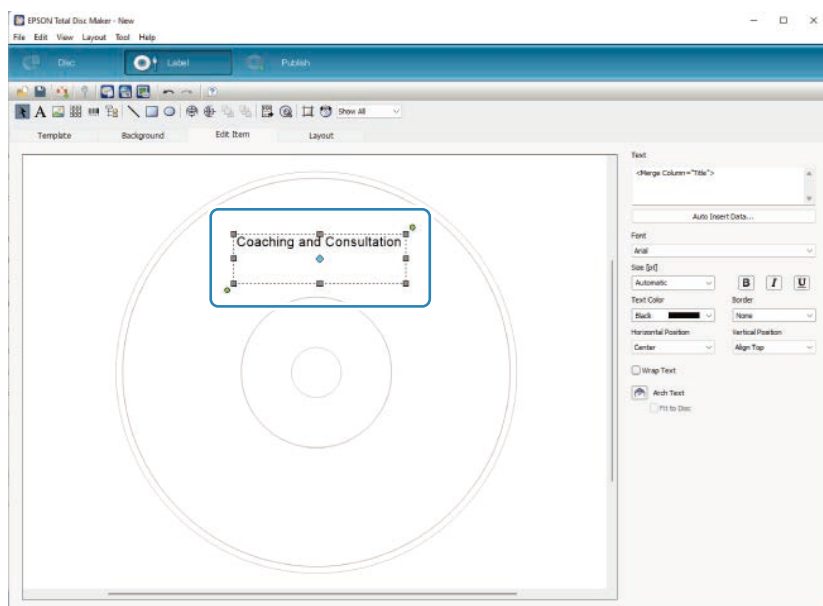 EPSON Total Disc Maker - New
File Edit View Layout Tool Help
Disc Label Publish
Show All
Template Background Edit Item Layout
Coaching and Consultation
Text
<Merge Column="Title">
Auto Insert Data...
Font
Arial
Size [pt]
Automatic B I U
Text Color Border
Black None
Horizontal Position Vertical Position
Center Align Top
Wrap Text
Arch Text
Fit to Disc